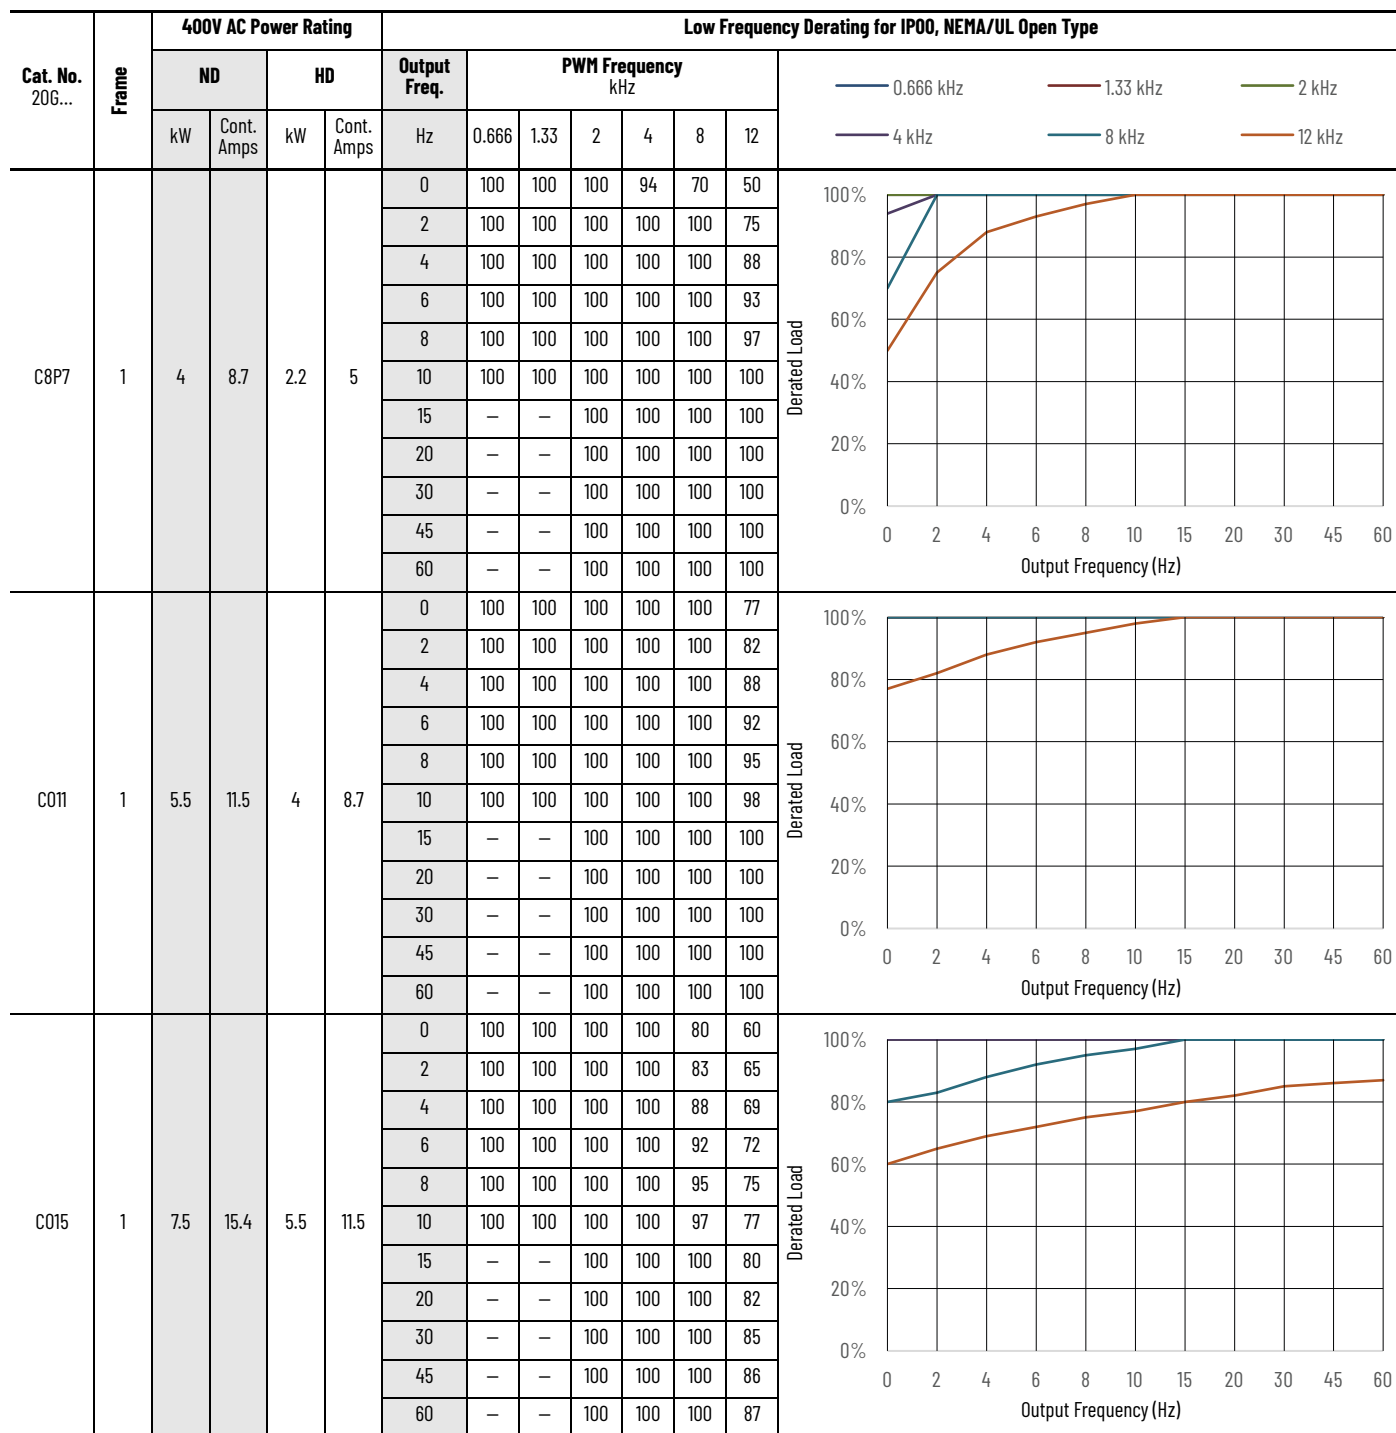 400V AC Power Rating
Low Frequency Derating for IP00, NEMA/UL Open Type
Cat. No.
20G...
Frame
ND
HD
Output
Freq.
PWM Frequency
kHz
kW
Cont.
Amps
kW
Cont.
Amps
Hz 0.666 1.33 2 4 8 12
0.666 kHz 1.33 kHz 2 kHz
4 kHz 8 kHz 12 kHz
C8P7 1 4 8.7 2.2 5
0 100 100 100 94 70 50
2 100 100 100 100 100 75
4 100 100 100 100 100 88
6 100 100 100 100 100 93
8 100 100 100 100 100 97
10 100 100 100 100 100 100
15 – – 100 100 100 100
20 – – 100 100 100 100
30 – – 100 100 100 100
45 – – 100 100 100 100
60 – – 100 100 100 100
Derated Load
100%
80%
60%
40%
20%
0%
0 2 4 6 8 10 15 20 30 45 60
Output Frequency (Hz)
C011 1 5.5 11.5 4 8.7
0 100 100 100 100 100 77
2 100 100 100 100 100 82
4 100 100 100 100 100 88
6 100 100 100 100 100 92
8 100 100 100 100 100 95
10 100 100 100 100 100 98
15 – – 100 100 100 100
20 – – 100 100 100 100
30 – – 100 100 100 100
45 – – 100 100 100 100
60 – – 100 100 100 100
Derated Load
100%
80%
60%
40%
20%
0%
0 2 4 6 8 10 15 20 30 45 60
Output Frequency (Hz)
C015 1 7.5 15.4 5.5 11.5
0 100 100 100 100 80 60
2 100 100 100 100 83 65
4 100 100 100 100 88 69
6 100 100 100 100 92 72
8 100 100 100 100 95 75
10 100 100 100 100 97 77
15 – – 100 100 100 80
20 – – 100 100 100 82
30 – – 100 100 100 85
45 – – 100 100 100 86
60 – – 100 100 100 87
Derated Load
100%
80%
60%
40%
20%
0%
0 2 4 6 8 10 15 20 30 45 60
Output Frequency (Hz)